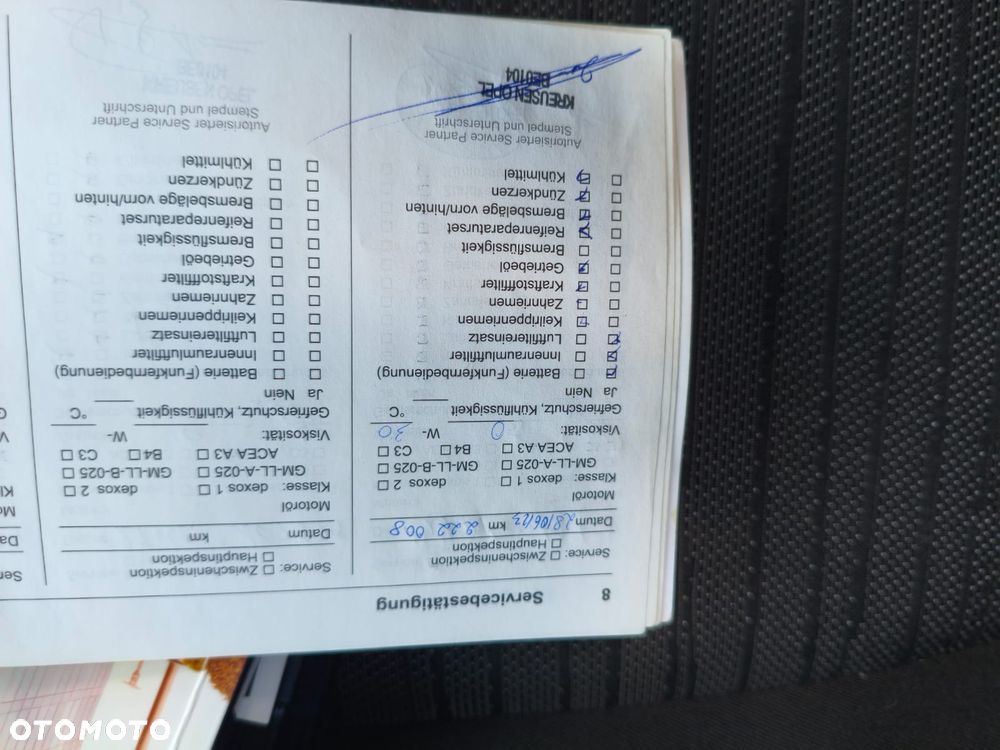 8 Servicebestätigung
Service: ☐ Zwischeninspektion
☐ Hauptinspektion
Datum 28/06/23 km 222 008
Motoröl
Klasse: dexos 1 ☐ dexos 2 ☐
GM-LL-A-025 ☐ GM-LL-B-025 ☐
ACEA A3 ☐ B4 ☐ C3 ☐
Viskosität: 0 W- 30
Gefrierschutz, Kühlflüssigkeit °C
Ja Nein
Batterie (Funkfernbedienung)
Innenraumluftfilter
Luftfiltereinsatz
Keilrippenriemen
Zahnriemen
Kraftstofffilter
Getriebeöl
Bremsflüssigkeit
Reifenreparaturset
Bremsbeläge vorn/hinten
Zündkerzen
Kühlmittel
Autorisierter Service Partner
Stempel und Unterschrift
KREUSEN OPEL
BE0104
Service: ☐ Zwischeninspektion
☐ Hauptinspektion
Datum km
Motoröl
Klasse: dexos 1 ☐ dexos 2 ☐
GM-LL-A-025 ☐ GM-LL-B-025 ☐
ACEA A3 ☐ B4 ☐ C3 ☐
Viskosität: W-
Gefrierschutz, Kühlflüssigkeit °C
Ja Nein
Batterie (Funkfernbedienung)
Innenraumluftfilter
Luftfiltereinsatz
Keilrippenriemen
Zahnriemen
Kraftstofffilter
Getriebeöl
Bremsflüssigkeit
Reifenreparaturset
Bremsbeläge vorn/hinten
Zündkerzen
Kühlmittel
Autorisierter Service Partner
Stempel und Unterschrift
OTOMOTO